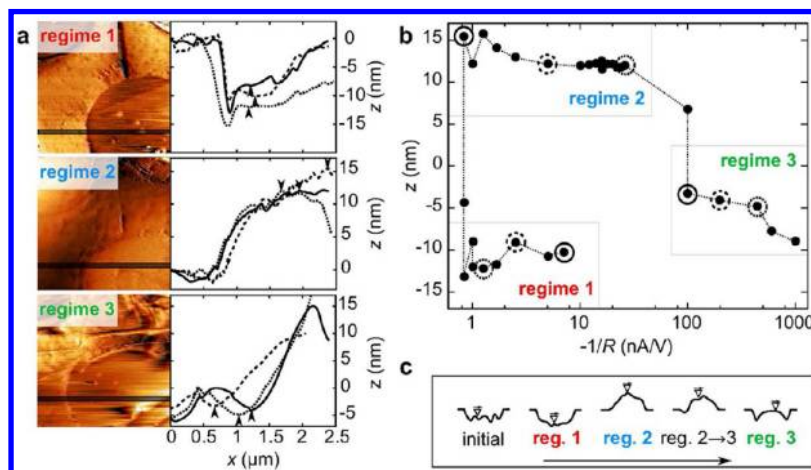 a
regime 1
0
-5
-10
-15
z (nm)
regime 2
15
10
5
0
z (nm)
regime 3
15
10
5
0
-5
z (nm)
0 0.5 1 1.5 2 2.5
x (μm)
b
15
10
5
0
-5
-10
-15
z (nm)
regime 2
regime 3
regime 1
1 10 100 1000
-1/R (nA/V)
c
initial reg. 1 reg. 2 reg. 2→3 reg. 3